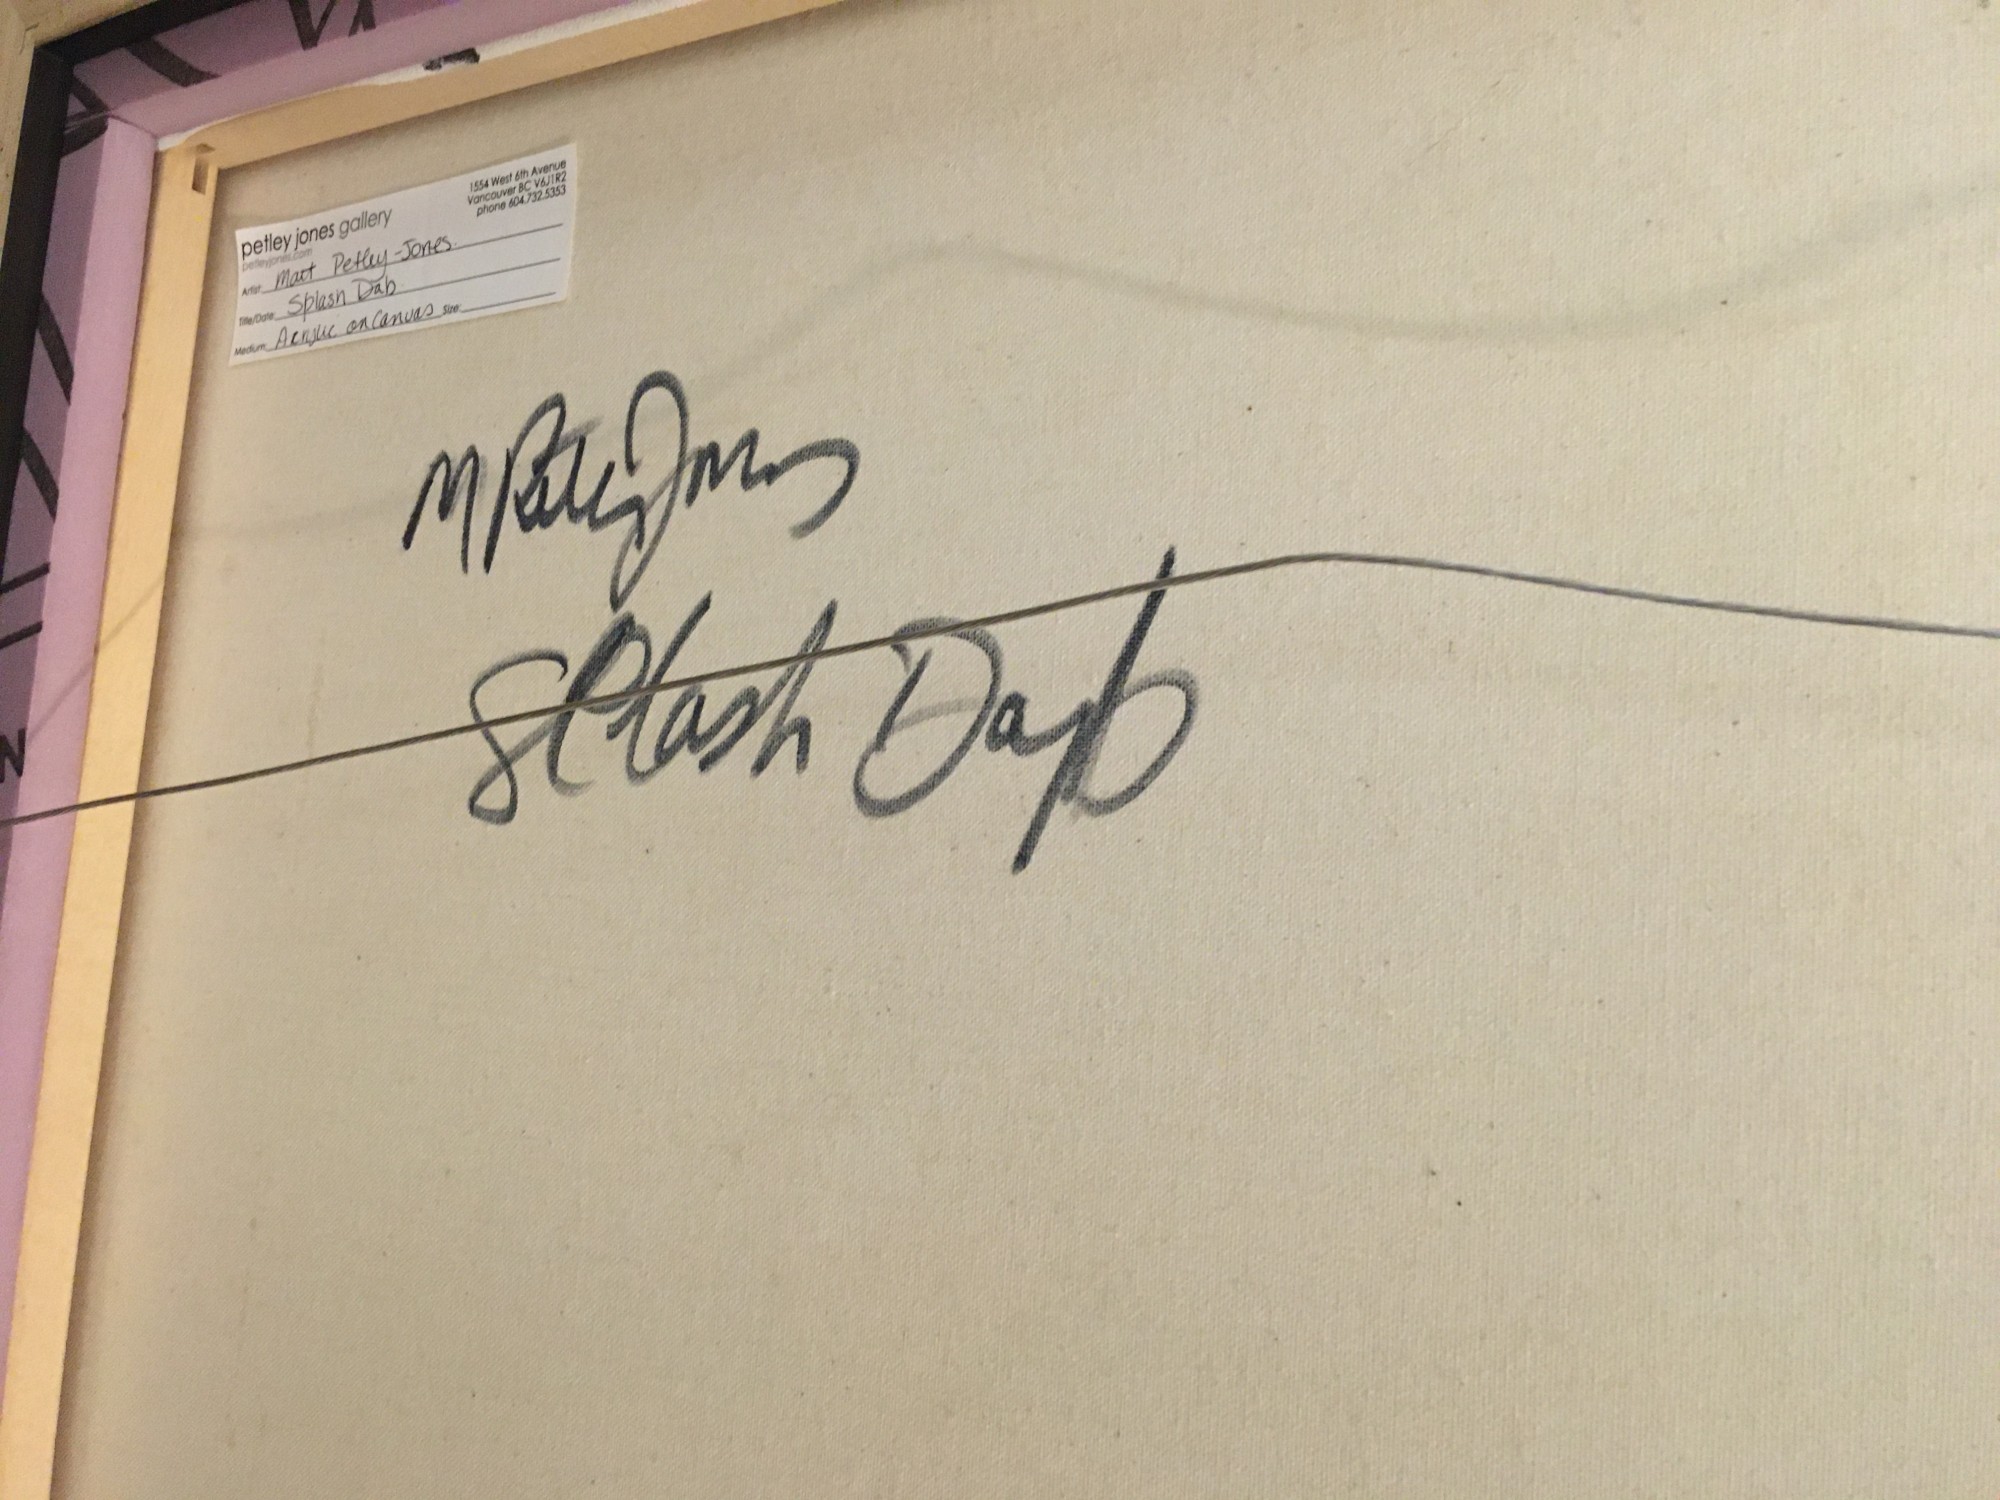 petley jones gallery
petleyjones.com
1554 West 6th Avenue
Vancouver BC V6J1R2
phone 604.732.5353
Artist: Matt Petley-Jones
Title/Date: Splash Dab
Medium: Acrylic on Canvas Size:
M Petley Jones
Splash Dab
N